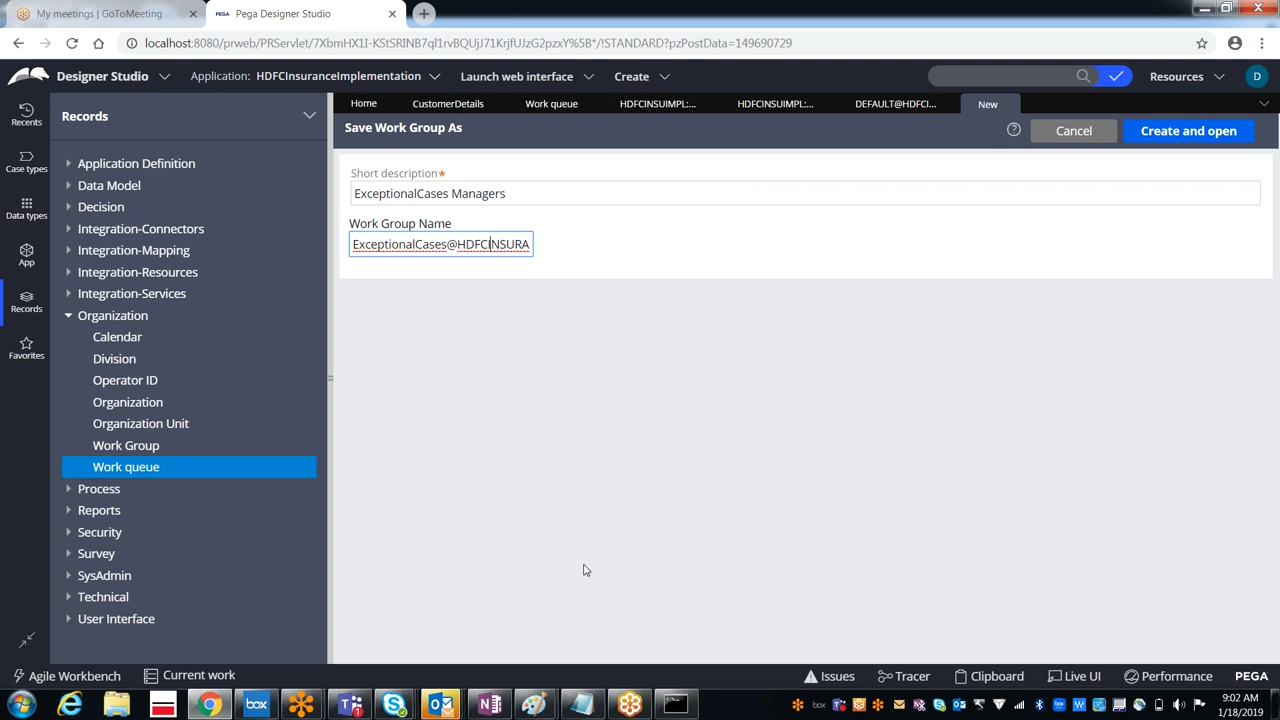 My meetings | GoToMeeting
PEGA Pega Designer Studio
localhost:8080/prweb/PRServlet/7XbmHX1I-KStSRINB7ql1rvBQUjJ71KrjfUJzG2pzxY%5B*/!STANDARD?pzPostData=149690729
Designer Studio
Application: HDFCInsuranceImplementation
Launch web interface
Create
Resources
D
Recents
Case types
Data types
App
Records
Favorites
Records
Application Definition
Data Model
Decision
Integration-Connectors
Integration-Mapping
Integration-Resources
Integration-Services
Organization
Calendar
Division
Operator ID
Organization
Organization Unit
Work Group
Work queue
Process
Reports
Security
Survey
SysAdmin
Technical
User Interface
Home
CustomerDetails
Work queue
HDFCINSUIMPL:...
HDFCINSUIMPL:...
DEFAULT@HDFCI...
New
Save Work Group As
Cancel
Create and open
Short description★
ExceptionalCases Managers
Work Group Name
ExceptionalCases@HDFCINSURA
Agile Workbench
Current work
Issues
Tracer
Clipboard
Live UI
Performance
PEGA
box
9:02 AM
1/18/2019